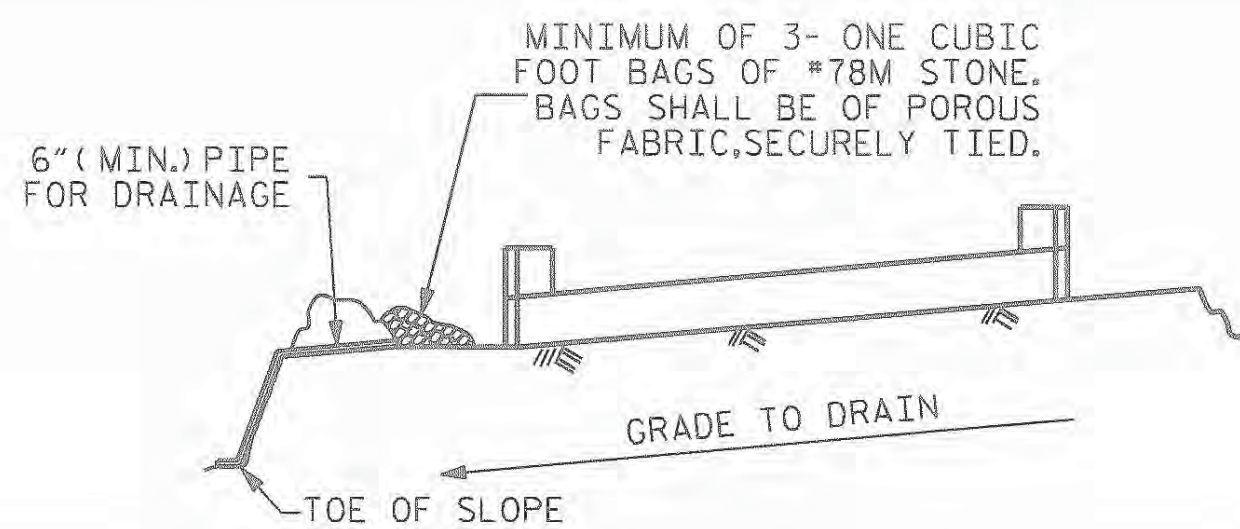 MINIMUM OF 3- ONE CUBIC
FOOT BAGS OF #78M STONE.
BAGS SHALL BE OF POROUS
FABRIC,SECURELY TIED.
6"(MIN.) PIPE
FOR DRAINAGE
GRADE TO DRAIN
TOE OF SLOPE